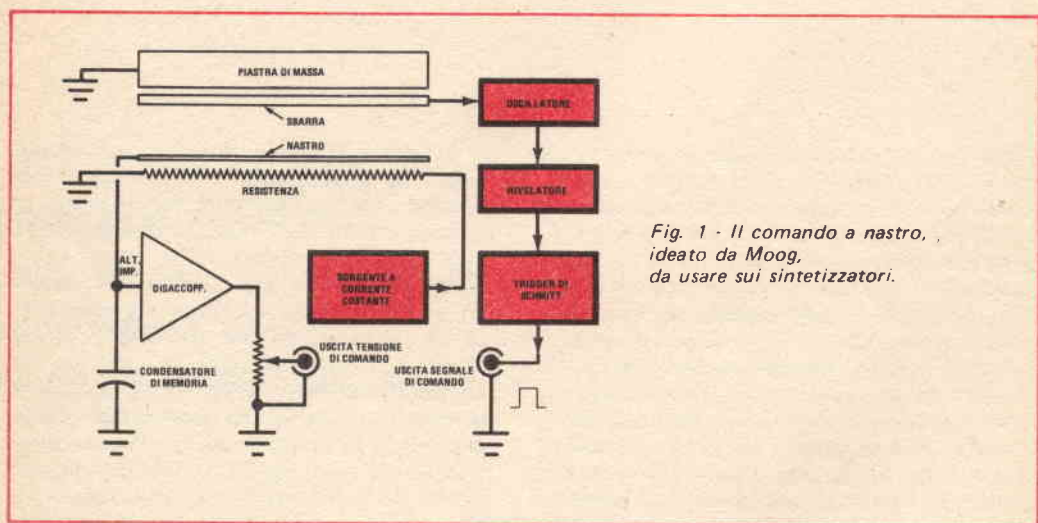 PIASTRA DI MASSA
SBARRA
OSCILLATORE
NASTRO
RESISTENZA
RIVELATORE
ALT.
IMP.
DISACCOPP.
SORGENTE A
CORRENTE
COSTANTE
TRIGGER DI
SCHMITT
CONDENSATORE
DI MEMORIA
USCITA TENSIONE
DI COMANDO
USCITA SEGNALE
DI COMANDO
Fig. 1 - Il comando a nastro,
ideato da Moog,
da usare sui sintetizzatori.